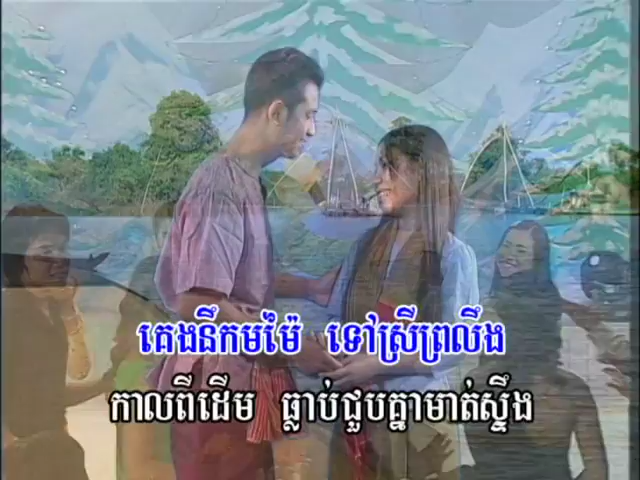 គេងនឹកមមៃ ទៅស្រីព្រលឹង
កាលពីដើម ធ្លាប់ជួបគ្នាមាត់ស្ទឹង